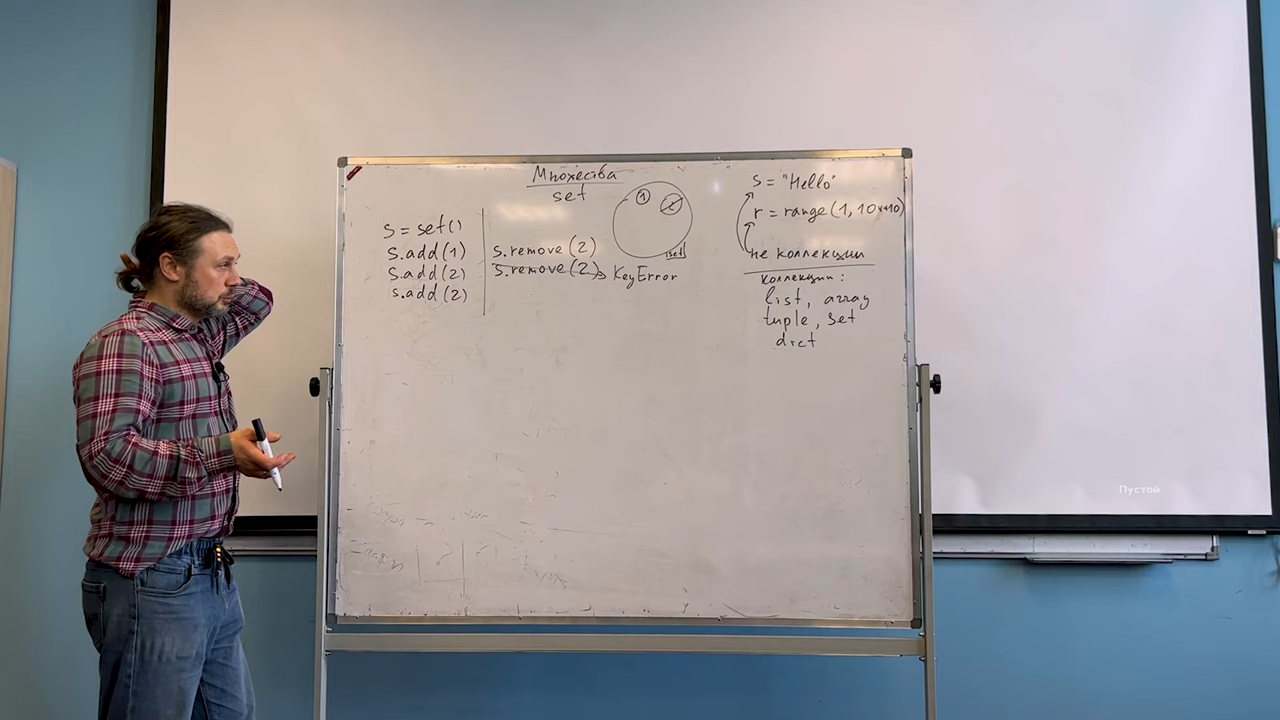 Множества
set
s = set()
s.add(1)
s.add(2)
s.add(2)
s.remove(2)
s.remove(2) KeyError
1
2
set
s = "Hello"
r = range(1, 10**10)
не коллекции
коллекции:
list, array
tuple, set
dict
Пустой